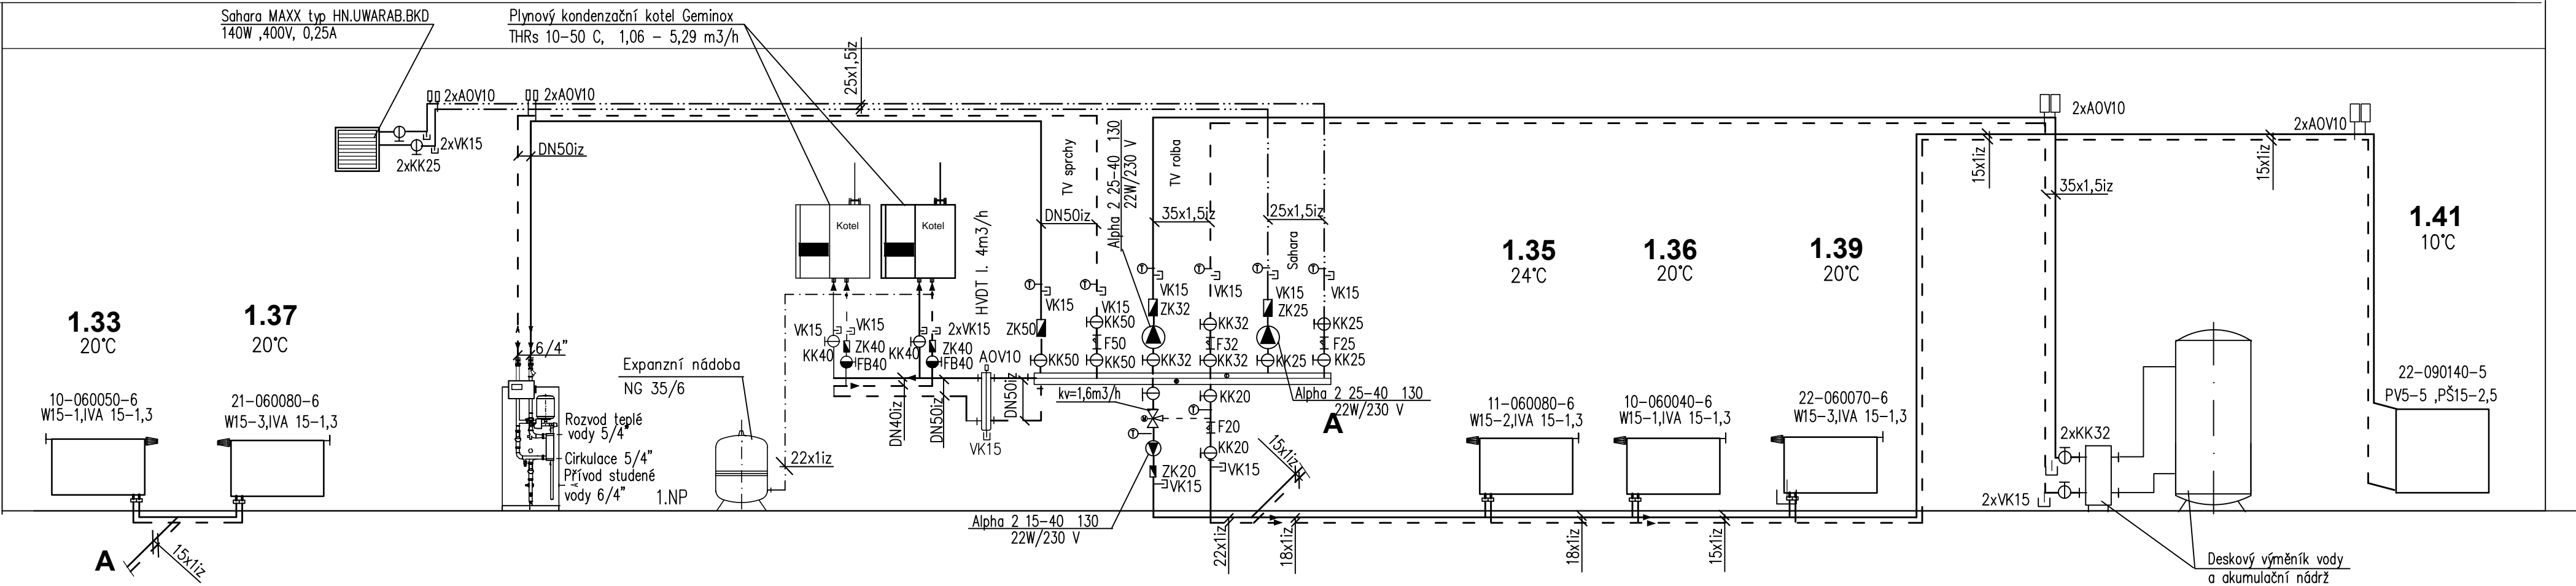 Sahara MAXX typ HN.UWARAB.BKD
140W ,400V, 0,25A
Plynový kondenzační kotel Geminox
THRs 10-50 C, 1,06 - 5,29 m3/h
25x1,5iz
2xAOV10
2xAOV10
2xVK15
2xKK25
DN50iz
TV sprchy
Alpha 2 25-40 130
22W/230 V
TV rolba
2xAOV10
2xAOV10
15x1iz
15x1iz
35x1,5iz
DN50iz
35x1,5iz
25x1,5iz
Kotel
Kotel
HVDT I. 4m3/h
Sahara
1.41
10°C
1.35
24°C
1.36
20°C
1.39
20°C
1.33
20°C
1.37
20°C
T
T
T
T
T
T
VK15
VK15
VK15
VK15
VK15
VK15
ZK50
KK50
ZK32
KK32
ZK25
KK25
F50
F32
F25
KK50
KK50
KK32
KK32
KK25
KK25
VK15
VK15
2xVK15
KK40
ZK40
FB40
KK40
ZK40
FB40
AOV10
6/4"
Expanzní nádoba
NG 35/6
DN40iz
DN50iz
DN50iz
VK15
kv=1,6m3/h
KK20
T
F20
T
KK20
VK15
ZK20
VK15
Alpha 2 25-40 130
22W/230 V
A
15x1iz
10-060050-6
W15-1,IVA 15-1,3
21-060080-6
W15-3,IVA 15-1,3
Rozvod teplé
vody 5/4"
Cirkulace 5/4"
Přívod studené
vody 6/4"
1.NP
22x1iz
11-060080-6
W15-2,IVA 15-1,3
10-060040-6
W15-1,IVA 15-1,3
22-060070-6
W15-3,IVA 15-1,3
22-090140-5
PV5-5 ,PŠ15-2,5
2xKK32
2xVK15
Alpha 2 15-40 130
22W/230 V
22x1iz
18x1iz
18x1iz
15x1iz
A
15x1iz
Deskový výměník vody
a akumulační nádrž